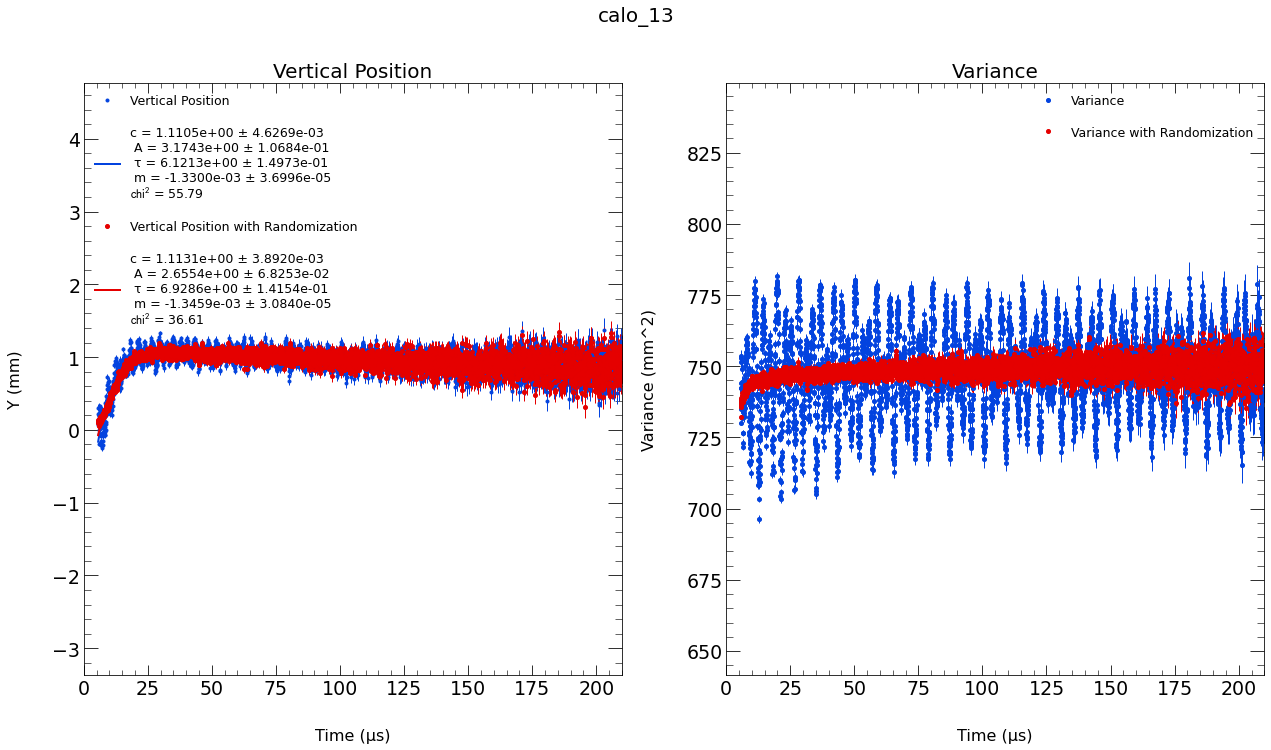 calo_13
Vertical Position
Vertical Position
c = 1.1105e+00 ± 4.6269e-03
A = 3.1743e+00 ± 1.0684e-01
τ = 6.1213e+00 ± 1.4973e-01
m = -1.3300e-03 ± 3.6996e-05
chi² = 55.79
Vertical Position with Randomization
c = 1.1131e+00 ± 3.8920e-03
A = 2.6554e+00 ± 6.8253e-02
τ = 6.9286e+00 ± 1.4154e-01
m = -1.3459e-03 ± 3.0840e-05
chi² = 36.61
Y (mm)
4
3
2
1
0
−1
−2
−3
0 25 50 75 100 125 150 175 200
Time (μs)
Variance
Variance
Variance with Randomization
Variance (mm^2)
825
800
775
750
725
700
675
650
0 25 50 75 100 125 150 175 200
Time (μs)